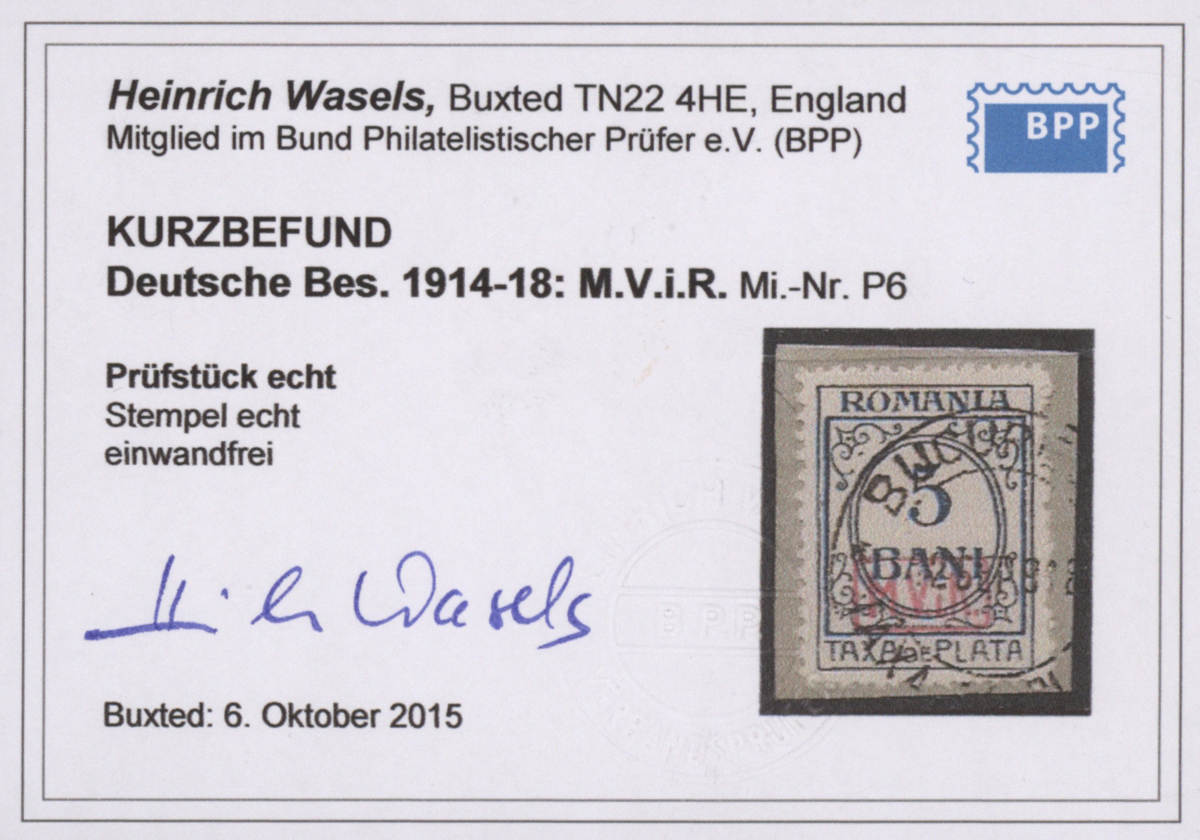 Heinrich Wasels, Buxted TN22 4HE, England
Mitglied im Bund Philatelistischer Prüfer e.V. (BPP)
BPP
KURZBEFUND
Deutsche Bes. 1914-18: M.V.i.R. Mi.-Nr. P6
Prüfstück echt
Stempel echt
einwandfrei
ROMANIA
5
BANI
M.V.i.R.
TAXA DE PLATA
H. Wasels
B.P.P.
Buxted: 6. Oktober 2015